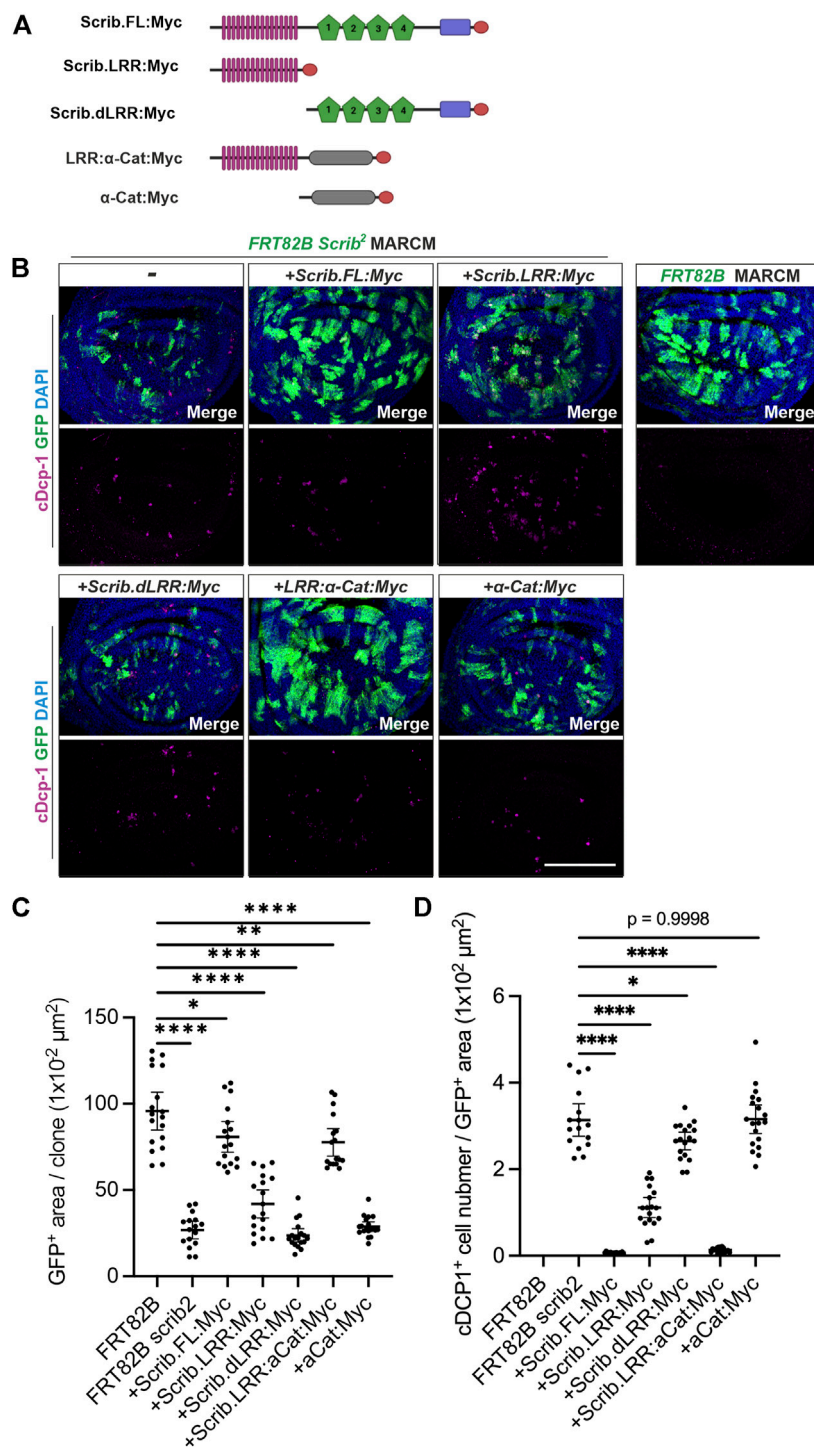 A
Scrib.FL:Myc
1 2 3 4
Scrib.LRR:Myc
Scrib.dLRR:Myc
1 2 3 4
LRR:α-Cat:Myc
α-Cat:Myc
B
FRT82B Scrib² MARCM
-
+Scrib.FL:Myc
+Scrib.LRR:Myc
FRT82B MARCM
cDcp-1 GFP DAPI
Merge
Merge
Merge
Merge
+Scrib.dLRR:Myc
+LRR:α-Cat:Myc
+α-Cat:Myc
cDcp-1 GFP DAPI
Merge
Merge
Merge
C
****
**
****
****
*
****
GFP⁺ area / clone (1x10⁻² µm²)
150
100
50
0
FRT82B
FRT82B scrib2
+Scrib.FL:Myc
+Scrib.LRR:Myc
+Scrib.dLRR:Myc
+Scrib.LRR:aCat:Myc
+aCat:Myc
D
p = 0.9998
****
*
****
****
cDCP1⁺ cell nubmer / GFP⁺ area (1x10² µm²)
6
4
2
0
FRT82B
FRT82B scrib2
+Scrib.FL:Myc
+Scrib.LRR:Myc
+Scrib.dLRR:Myc
+Scrib.LRR:aCat:Myc
+aCat:Myc